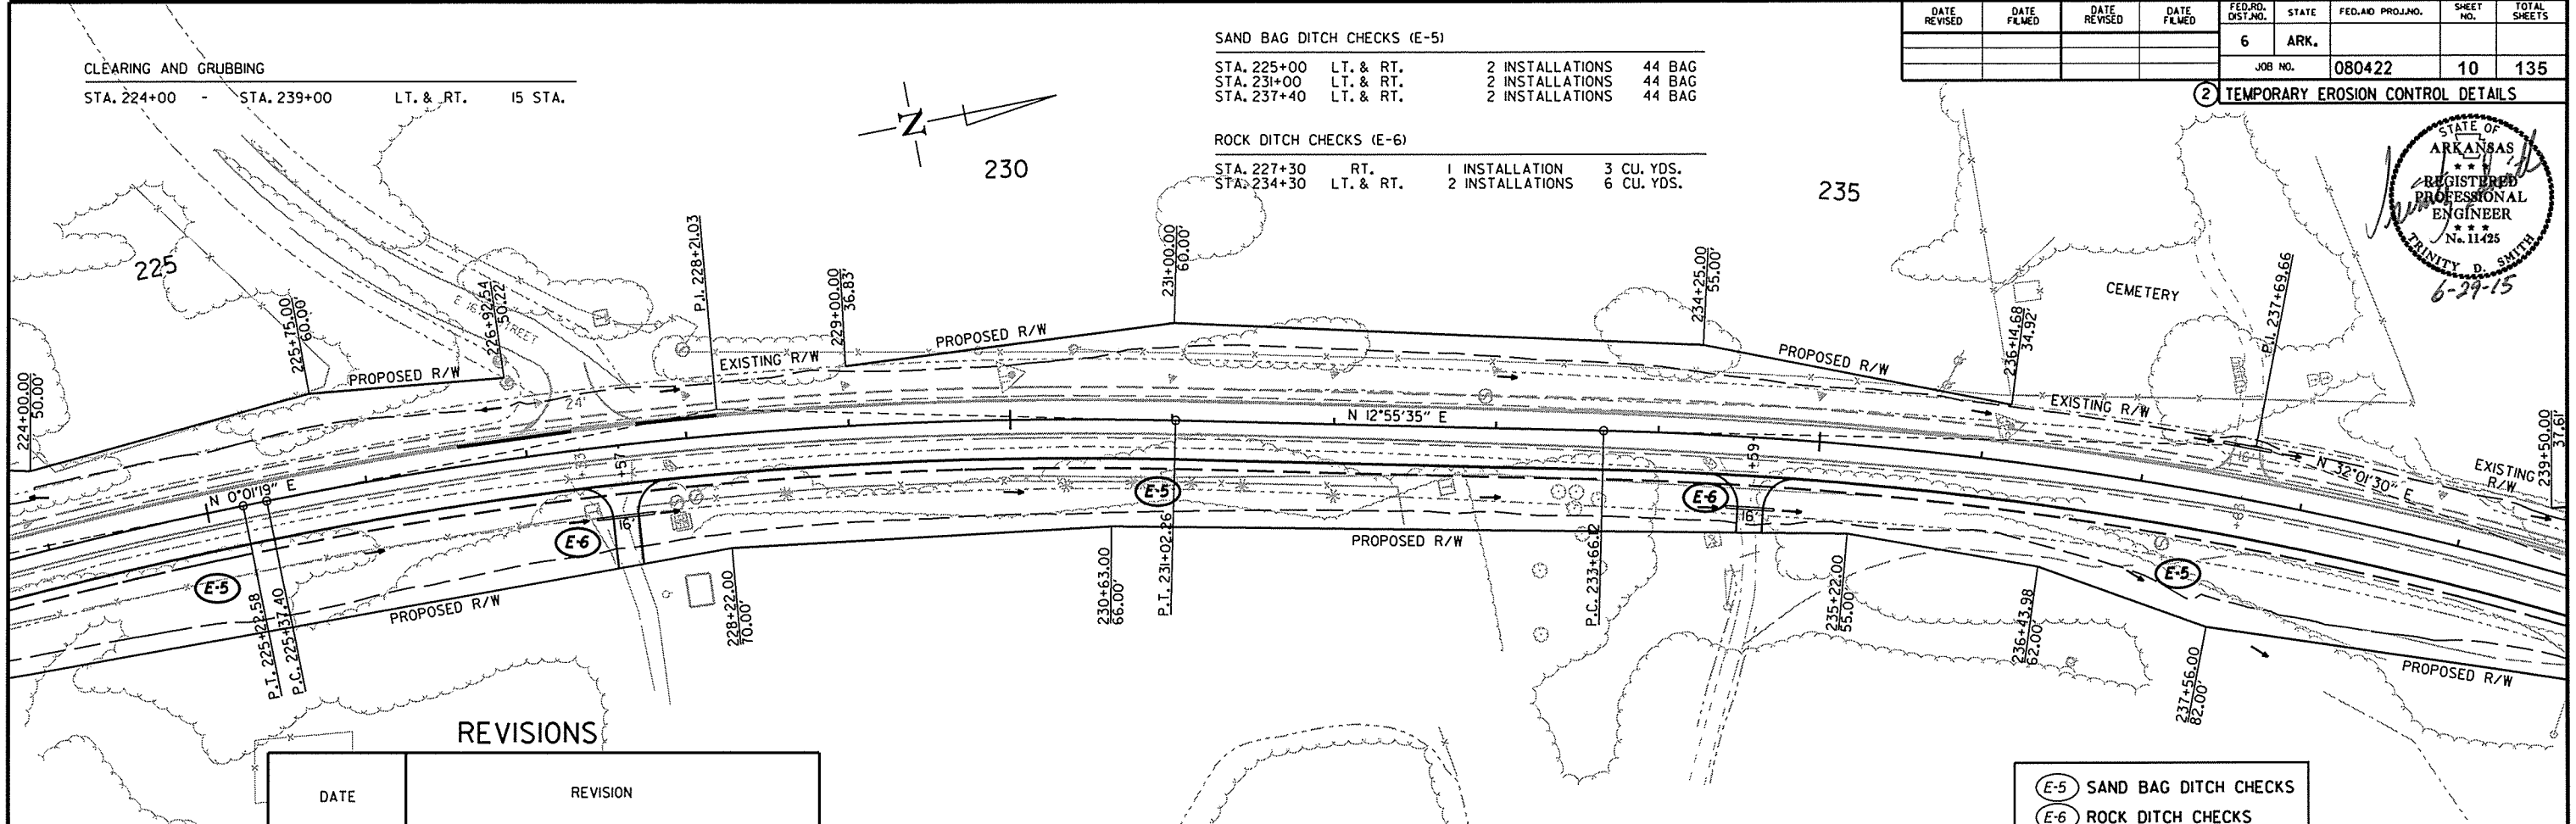 CLEARING AND GRUBBING
STA. 224+00 - STA. 239+00 LT. & RT. 15 STA.
SAND BAG DITCH CHECKS (E-5)
STA. 225+00 LT. & RT. 2 INSTALLATIONS 44 BAG
STA. 231+00 LT. & RT. 2 INSTALLATIONS 44 BAG
STA. 237+40 LT. & RT. 2 INSTALLATIONS 44 BAG
ROCK DITCH CHECKS (E-6)
STA. 227+30 RT. 1 INSTALLATION 3 CU. YDS.
STA. 234+30 LT. & RT. 2 INSTALLATIONS 6 CU. YDS.
DATE REVISED
DATE FILMED
DATE REVISED
DATE FILMED
FED.RD. DIST.NO.
STATE
FED.AID PROJ.NO.
SHEET NO.
TOTAL SHEETS
6 ARK.
JOB NO. 080422 10 135
2 TEMPORARY EROSION CONTROL DETAILS
STATE OF
ARKANSAS
REGISTERED
PROFESSIONAL
ENGINEER
No. 11425
TRINITY D. SMITH
6-29-15
N
225
230
235
224+00.00
50.00'
225+75.00
60.00'
226+92.54
50.22'
STREET
P.I. 228+21.03
229+00.00
36.83'
231+00.00
60.00'
234+25.00
55.00'
236+14.68
34.92'
CEMETERY
P.I. 237+69.66
239+50.00
37.61'
PROPOSED R/W
EXISTING R/W
PROPOSED R/W
PROPOSED R/W
EXISTING R/W
EXISTING R/W
24'
N 0°01'19" E
N 12°55'35" E
N 32°01'30" E
+33
+57
+59
+83
16'
16'
16'
E-5
E-6
E-5
E-6
E-5
P.T. 225+22.58
P.C. 225+37.40
PROPOSED R/W
228+22.00
70.00'
230+63.00
66.00'
P.T. 231+02.26
PROPOSED R/W
P.C. 233+66.22
235+22.00
55.00'
236+43.98
62.00'
237+56.00
82.00'
PROPOSED R/W
REVISIONS
DATE REVISION
E-5 SAND BAG DITCH CHECKS
E-6 ROCK DITCH CHECKS